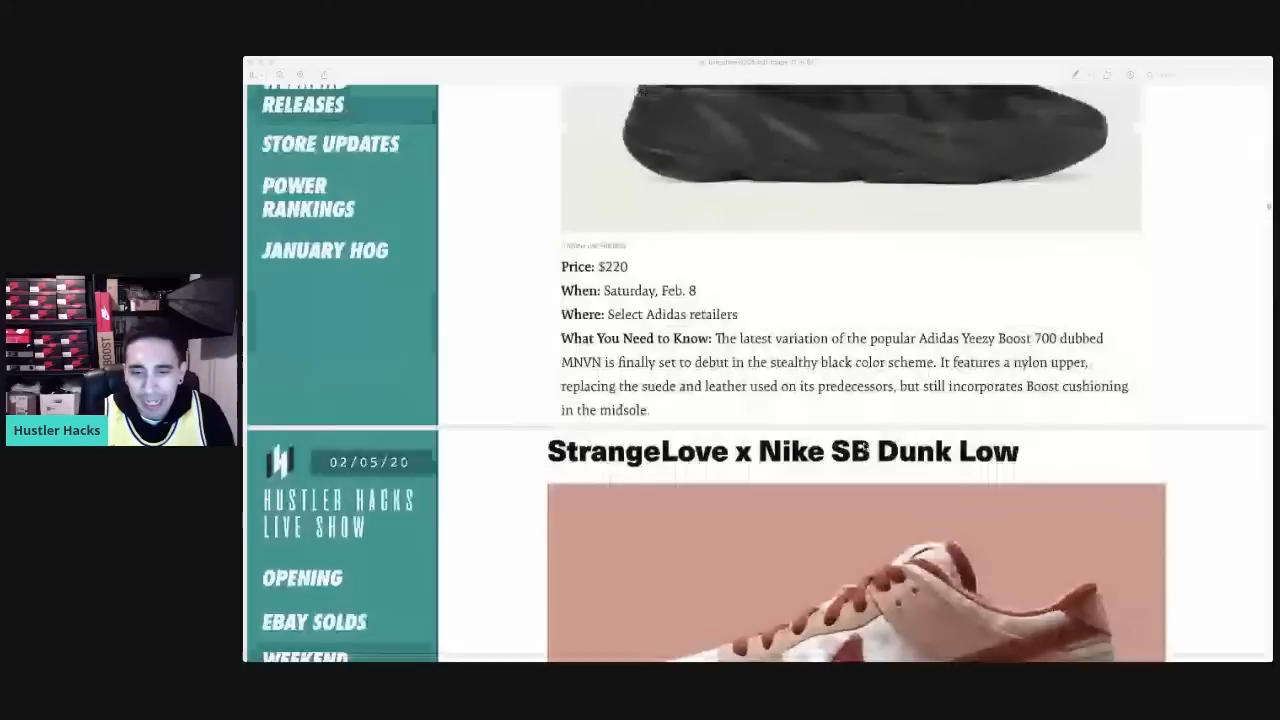 RELEASES
STORE UPDATES
POWER
RANKINGS
JANUARY HOG
Price: $220
When: Saturday, Feb. 8
Where: Select Adidas retailers
What You Need to Know: The latest variation of the popular Adidas Yeezy Boost 700 dubbed
MNVN is finally set to debut in the stealthy black color scheme. It features a nylon upper,
replacing the suede and leather used on its predecessors, but still incorporates Boost cushioning
in the midsole.
BOOST
Hustler Hacks
02/05/20
HUSTLER HACKS
LIVE SHOW
OPENING
EBAY SOLDS
WEEKEND
StrangeLove x Nike SB Dunk Low